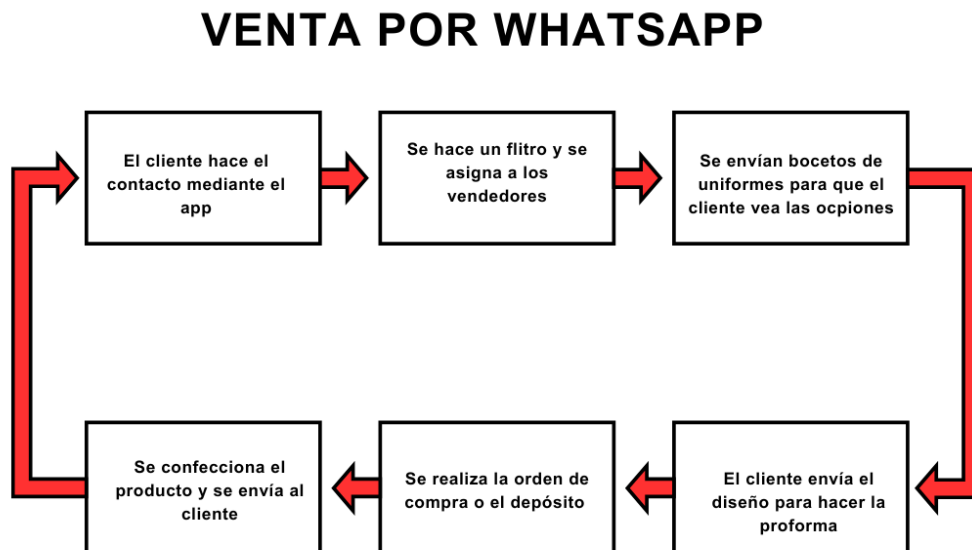 VENTA POR WHATSAPP
El cliente hace el
contacto mediante el
app
Se hace un flitro y se
asigna a los
vendedores
Se envían bocetos de
uniformes para que el
cliente vea las ocpiones
El cliente envía el
diseño para hacer la
proforma
Se realiza la orden de
compra o el depósito
Se confecciona el
producto y se envía al
cliente